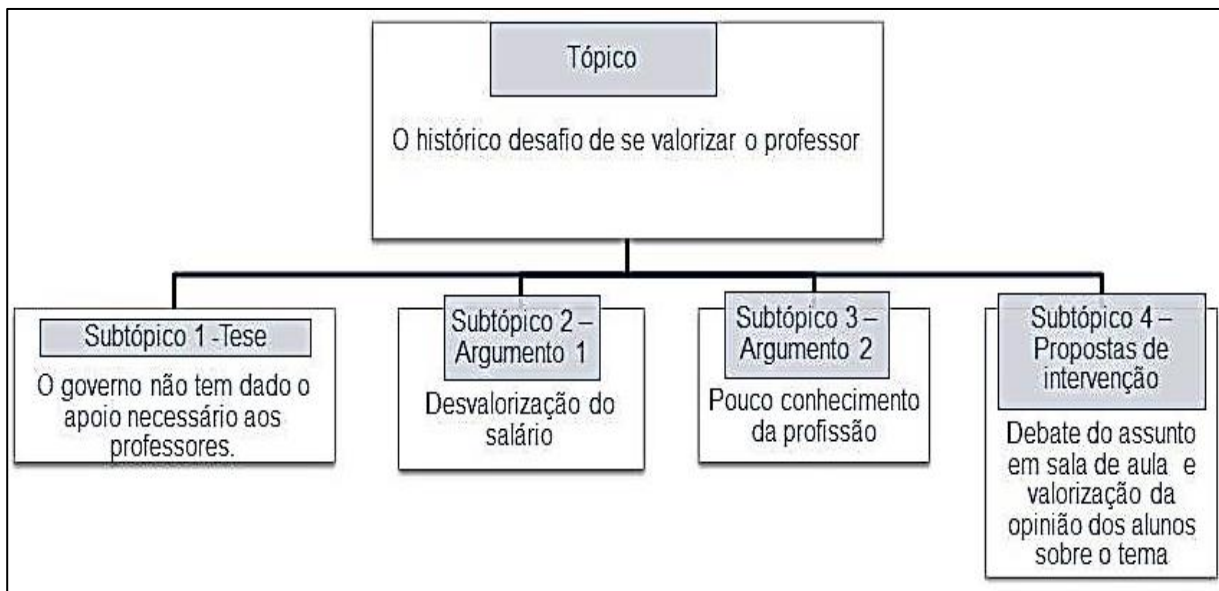 Tópico
O histórico desafio de se valorizar o professor
Subtópico 1 -Tese
O governo não tem dado o
apoio necessário aos
professores.
Subtópico 2 –
Argumento 1
Desvalorização do
salário
Subtópico 3 –
Argumento 2
Pouco conhecimento
da profissão
Subtópico 4 –
Propostas de
intervenção
Debate do assunto
em sala de aula e
valorização da
opinião dos alunos
sobre o tema